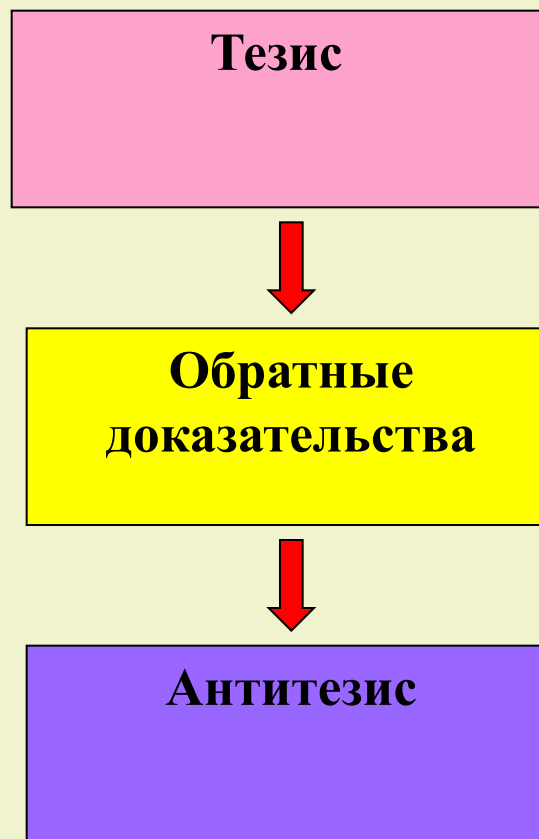 Тезис
Обратные
доказательства
Антитезис